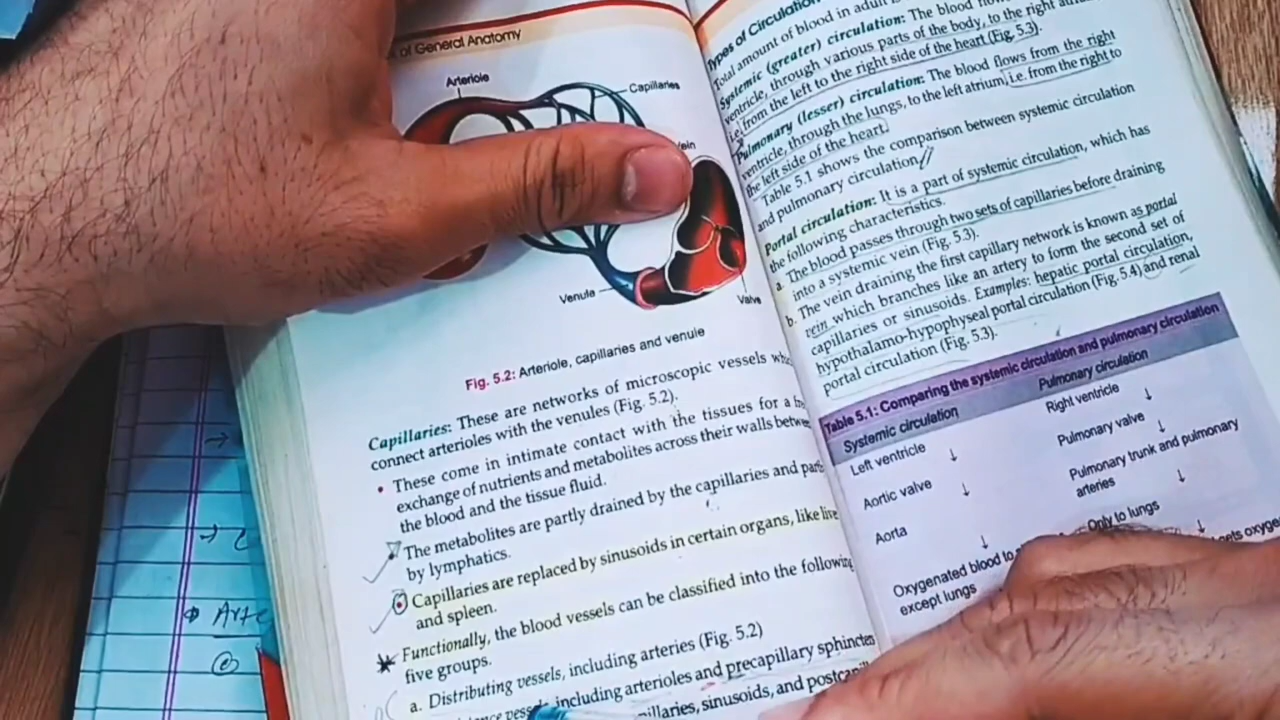 of General Anatomy
Arteriole
Capillaries
Vein
Venule
Valve
Fig. 5.2: Arteriole, capillaries and venule
Capillaries: These are networks of microscopic vessels
connect arterioles with the venules (Fig. 5.2).
• These come in intimate contact with the tissues for a
exchange of nutrients and metabolites across their walls
the blood and the tissue fluid.
The metabolites are partly drained by the capillaries and
by lymphatics.
• Capillaries are replaced by sinusoids in certain organs, like
and spleen.
Functionally, the blood vessels can be classified into the following
five groups.
a. Distributing vessels, including arteries (Fig. 5.2)
including arterioles and precapillary
sinusoids, and
Types of Circulation
Total amount of blood in adult is
Systemic (greater) circulation: The blood
ventricle, through various parts of the body, to the right
i.e. from the left to the right side of the heart (Fig. 5.3).
Pulmonary (lesser) circulation: The blood flows from the right
ventricle, through the lungs, to the left atrium, i.e. from the right to
the left side of the heart.
Table 5.1 shows the comparison between systemic circulation
and pulmonary circulation
Portal circulation: It is a part of systemic circulation, which has
the following characteristics.
a. The blood passes through two sets of capillaries before draining
into a systemic vein (Fig. 5.3).
b. The vein draining the first capillary network is known as portal
vein which branches like an artery to form the second set of
capillaries or sinusoids. Examples: hepatic portal circulation,
hypothalamo-hypophyseal portal circulation (Fig. 5.4) and renal
portal circulation (Fig. 5.3).
Table 5.1: Comparing the systemic circulation and pulmonary circulation
Systemic circulation Pulmonary circulation
Left ventricle ↓ Right ventricle ↓
Aortic valve ↓ Pulmonary valve ↓
Aorta ↓ Pulmonary trunk and pulmonary
arteries ↓
Oxygenated blood to Only to lungs ↓
except lungs